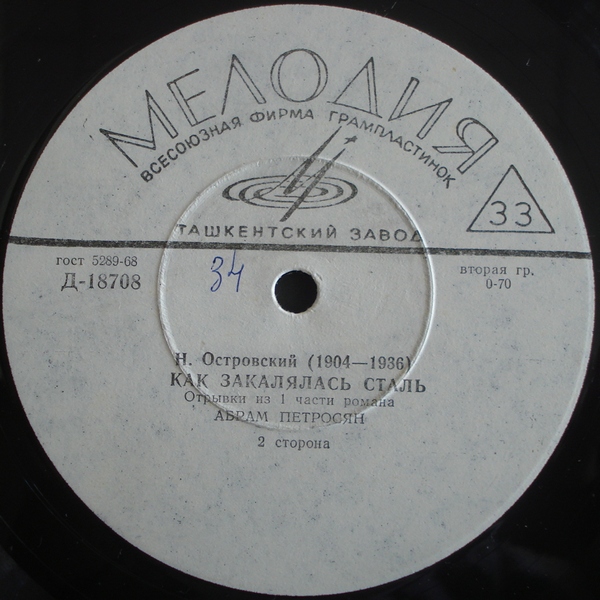 МЕЛОДИЯ
ВСЕСОЮЗНАЯ ФИРМА ГРАМПЛАСТИНОК
33
ТАШКЕНТСКИЙ ЗАВОД
гост 5289-68
Д-18708
34
вторая гр.
0-70
Н. Островский (1904—1936)
КАК ЗАКАЛЯЛАСЬ СТАЛЬ
Отрывки из 1 части романа
АБРАМ ПЕТРОСЯН
2 сторона